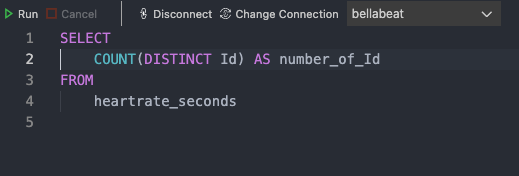 Run Cancel Disconnect Change Connection bellabeat
1 SELECT
2 COUNT(DISTINCT Id) AS number_of_Id
3 FROM
4 heartrate_seconds
5